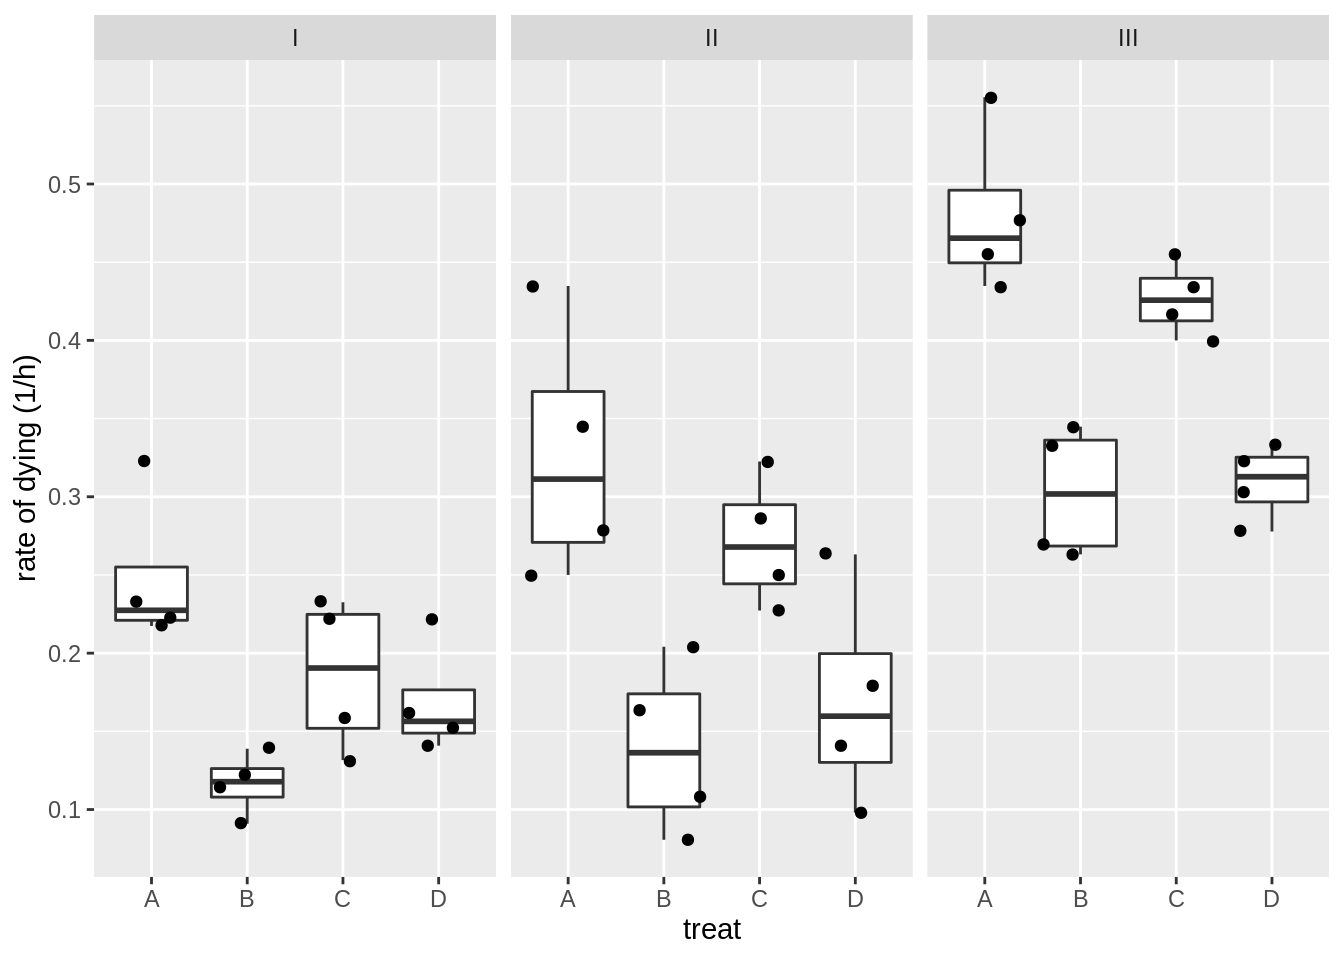 I
II
III
rate of dying (1/h)
0.5
0.4
0.3
0.2
0.1
A B C D
A B C D
A B C D
treat